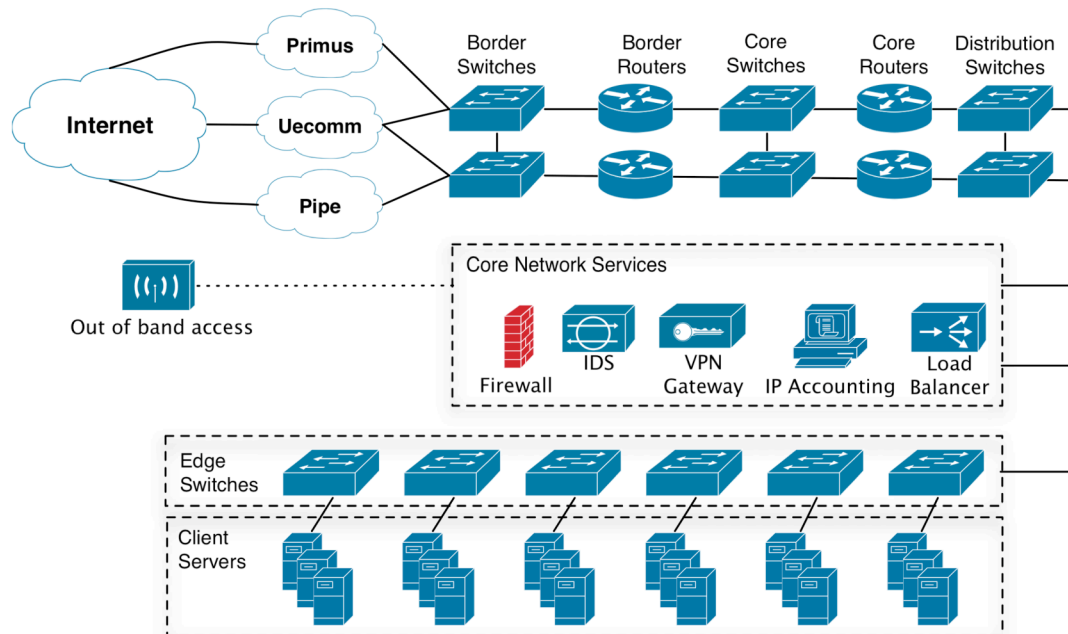 Primus
Internet
Uecomm
Pipe
Border
Switches
Border
Routers
Core
Switches
Core
Routers
Distribution
Switches
Out of band access
Core Network Services
Firewall
IDS
VPN
Gateway
IP Accounting
Load
Balancer
Edge
Switches
Client
Servers